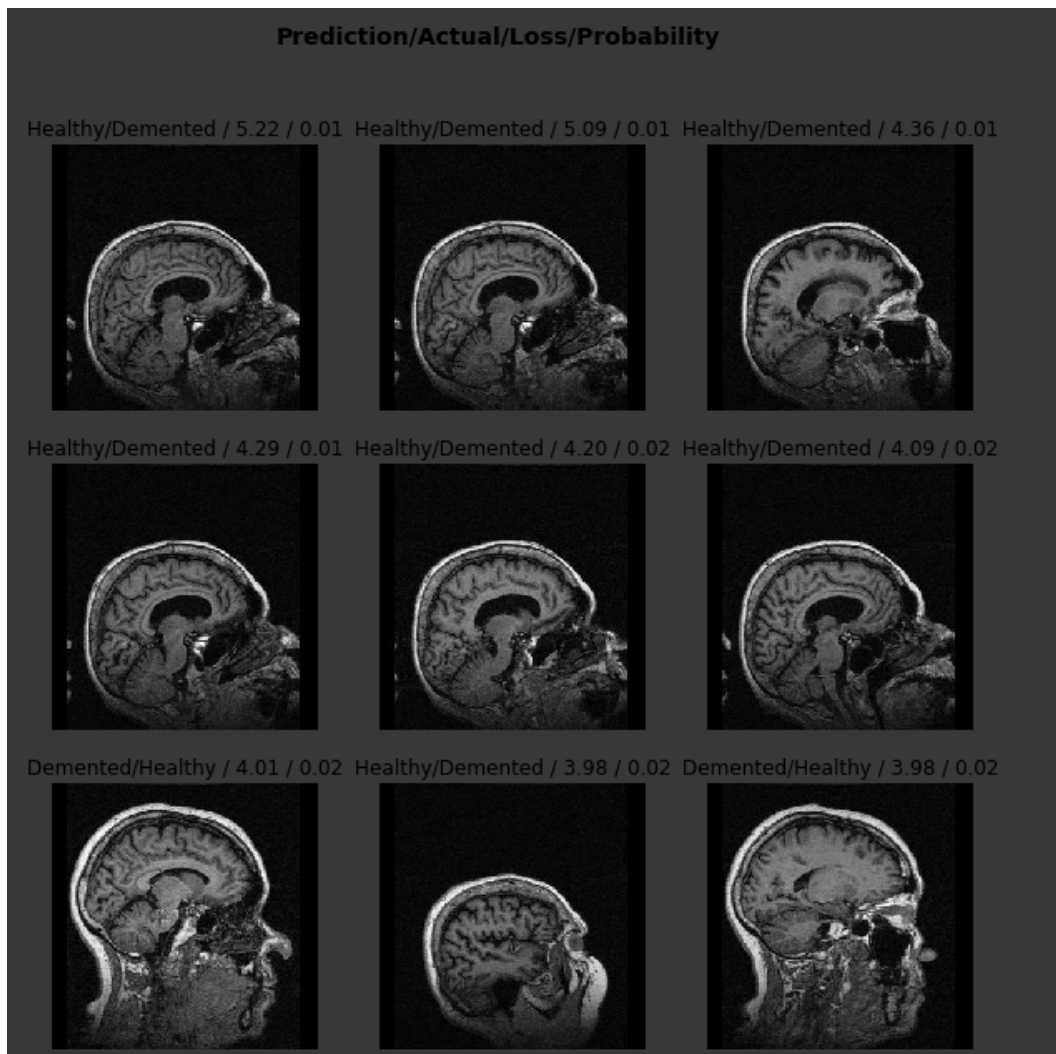 Prediction/Actual/Loss/Probability
Healthy/Demented / 5.22 / 0.01 Healthy/Demented / 5.09 / 0.01 Healthy/Demented / 4.36 / 0.01
Healthy/Demented / 4.29 / 0.01 Healthy/Demented / 4.20 / 0.02 Healthy/Demented / 4.09 / 0.02
Demented/Healthy / 4.01 / 0.02 Healthy/Demented / 3.98 / 0.02 Demented/Healthy / 3.98 / 0.02